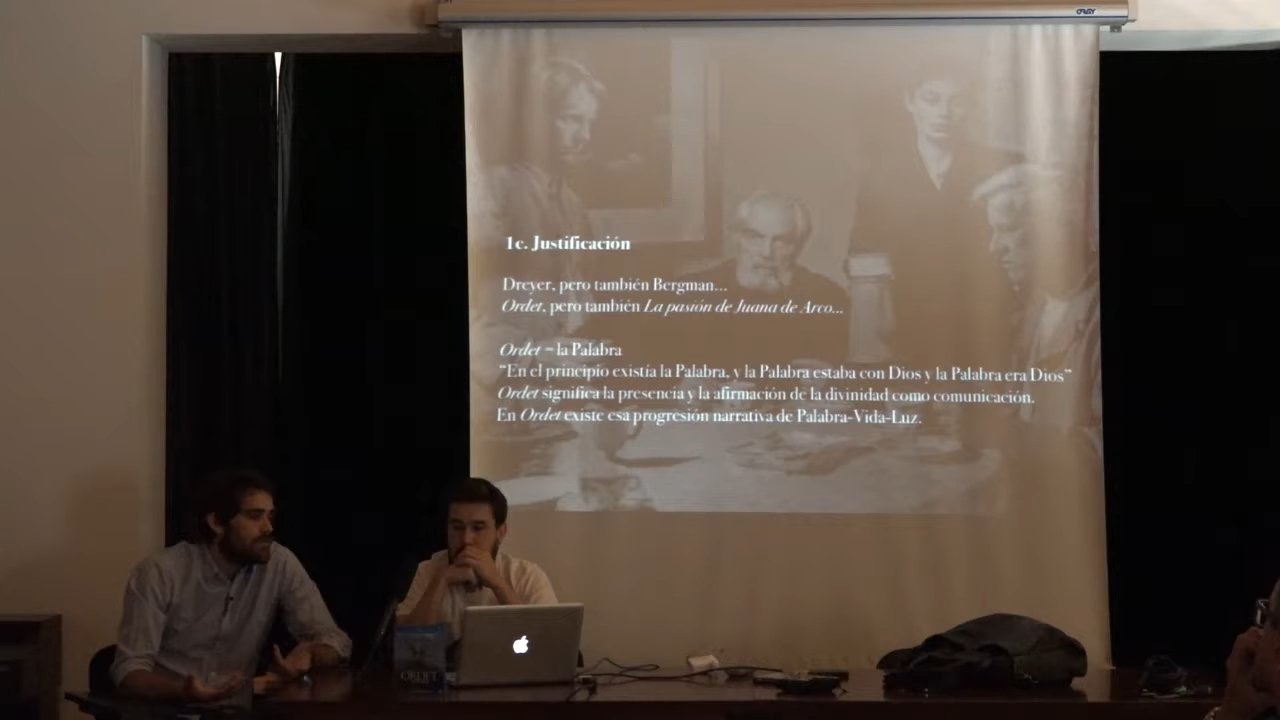 ORAY
1c. Justificación
Dreyer, pero también Bergman...
Ordet, pero también La pasión de Juana de Arco...
Ordet = la Palabra
“En el principio existía la Palabra, y la Palabra estaba con Dios y la Palabra era Dios”
Ordet significa la presencia y la afirmación de la divinidad como comunicación.
En Ordet existe esa progresión narrativa de Palabra-Vida-Luz.
ORDET